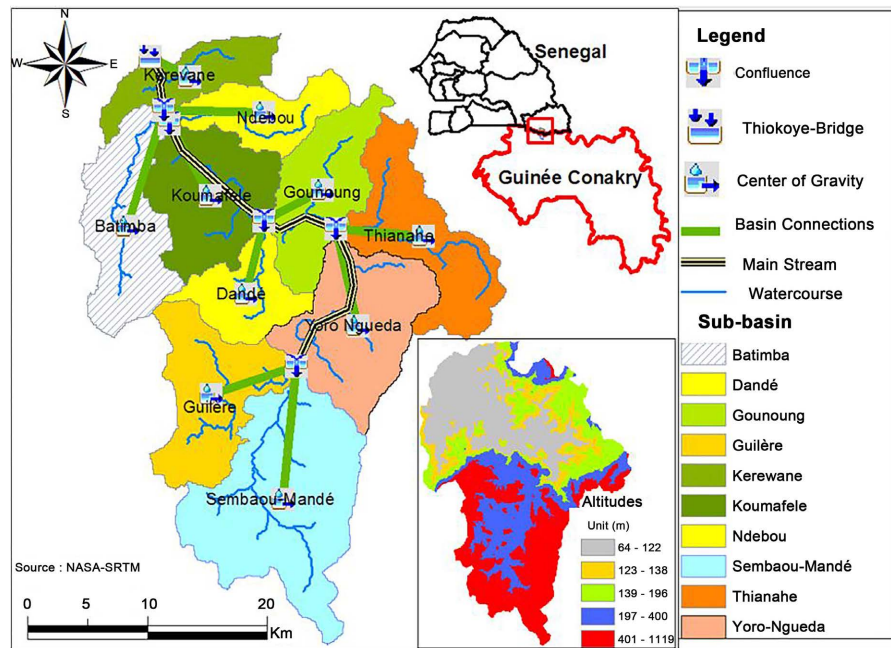 N
W
E
S
Kerevane
Ndebou
Koumafele
Gounoung
Batimba
Thianahe
Dandé
Yoro Ngueda
Guilère
Sembaou-Mandé
Source : NASA-SRTM
0
10
20
Km
Senegal
Guinée Conakry
Altitudes
Unit (m)
64 - 122
123 - 138
139 - 196
197 - 400
401 - 1119
Legend
Confluence
Thiokoye-Bridge
Center of Gravity
Basin Connections
Main Stream
Watercourse
Sub-basin
Batimba
Dandé
Gounoung
Guilère
Kerewane
Koumafele
Ndebou
Sembaou-Mandé
Thianahe
Yoro-Ngueda